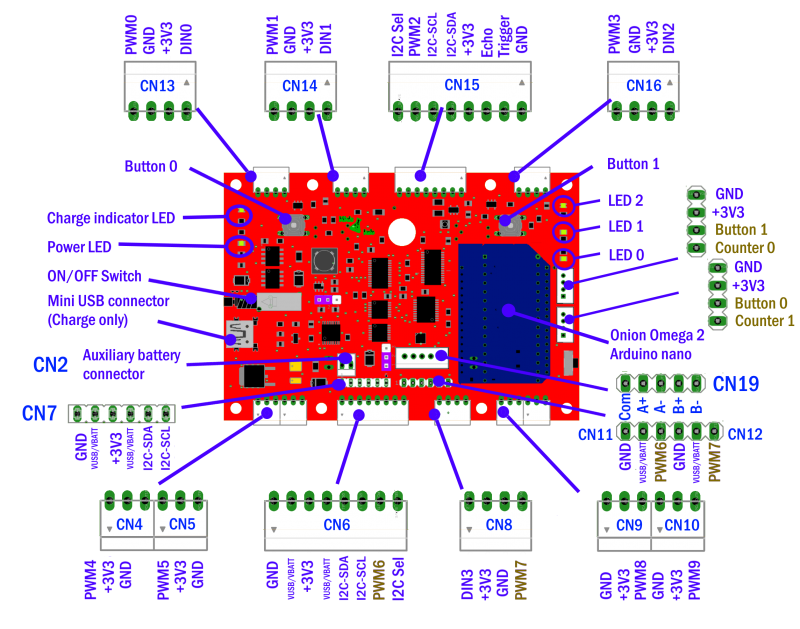 PWM0
GND
+3V3
DIN0
CN13
PWM1
GND
+3V3
DIN1
CN14
I2C Sel
PWM2
I2C-SCL
I2C-SDA
+3V3
Echo
Trigger
GND
CN15
PWM3
GND
+3V3
DIN2
CN16
Button 0
Button 1
Charge indicator LED
Power LED
ON/OFF Switch
Mini USB connector
(Charge only)
CN2
Auxiliary battery
connector
LED 2
LED 1
LED 0
GND
+3V3
Button 1
Counter 0
GND
+3V3
Button 0
Counter 1
Onion Omega 2
Arduino nano
CN19
Com
A+
A-
B+
B-
CN11
CN12
GND
VUSB/VBATT
PWM6
GND
VUSB/VBATT
PWM7
CN7
GND
VUSB/VBATT
+3V3
VUSB/VBATT
I2C-SDA
I2C-SCL
CN4
CN5
PWM4
+3V3
GND
PWM5
+3V3
GND
CN6
GND
VUSB/VBATT
+3V3
VUSB/VBATT
I2C-SDA
I2C-SCL
PWM6
I2C Sel
CN8
DIN3
+3V3
GND
PWM7
CN9
CN10
GND
+3V3
PWM8
GND
+3V3
PWM9